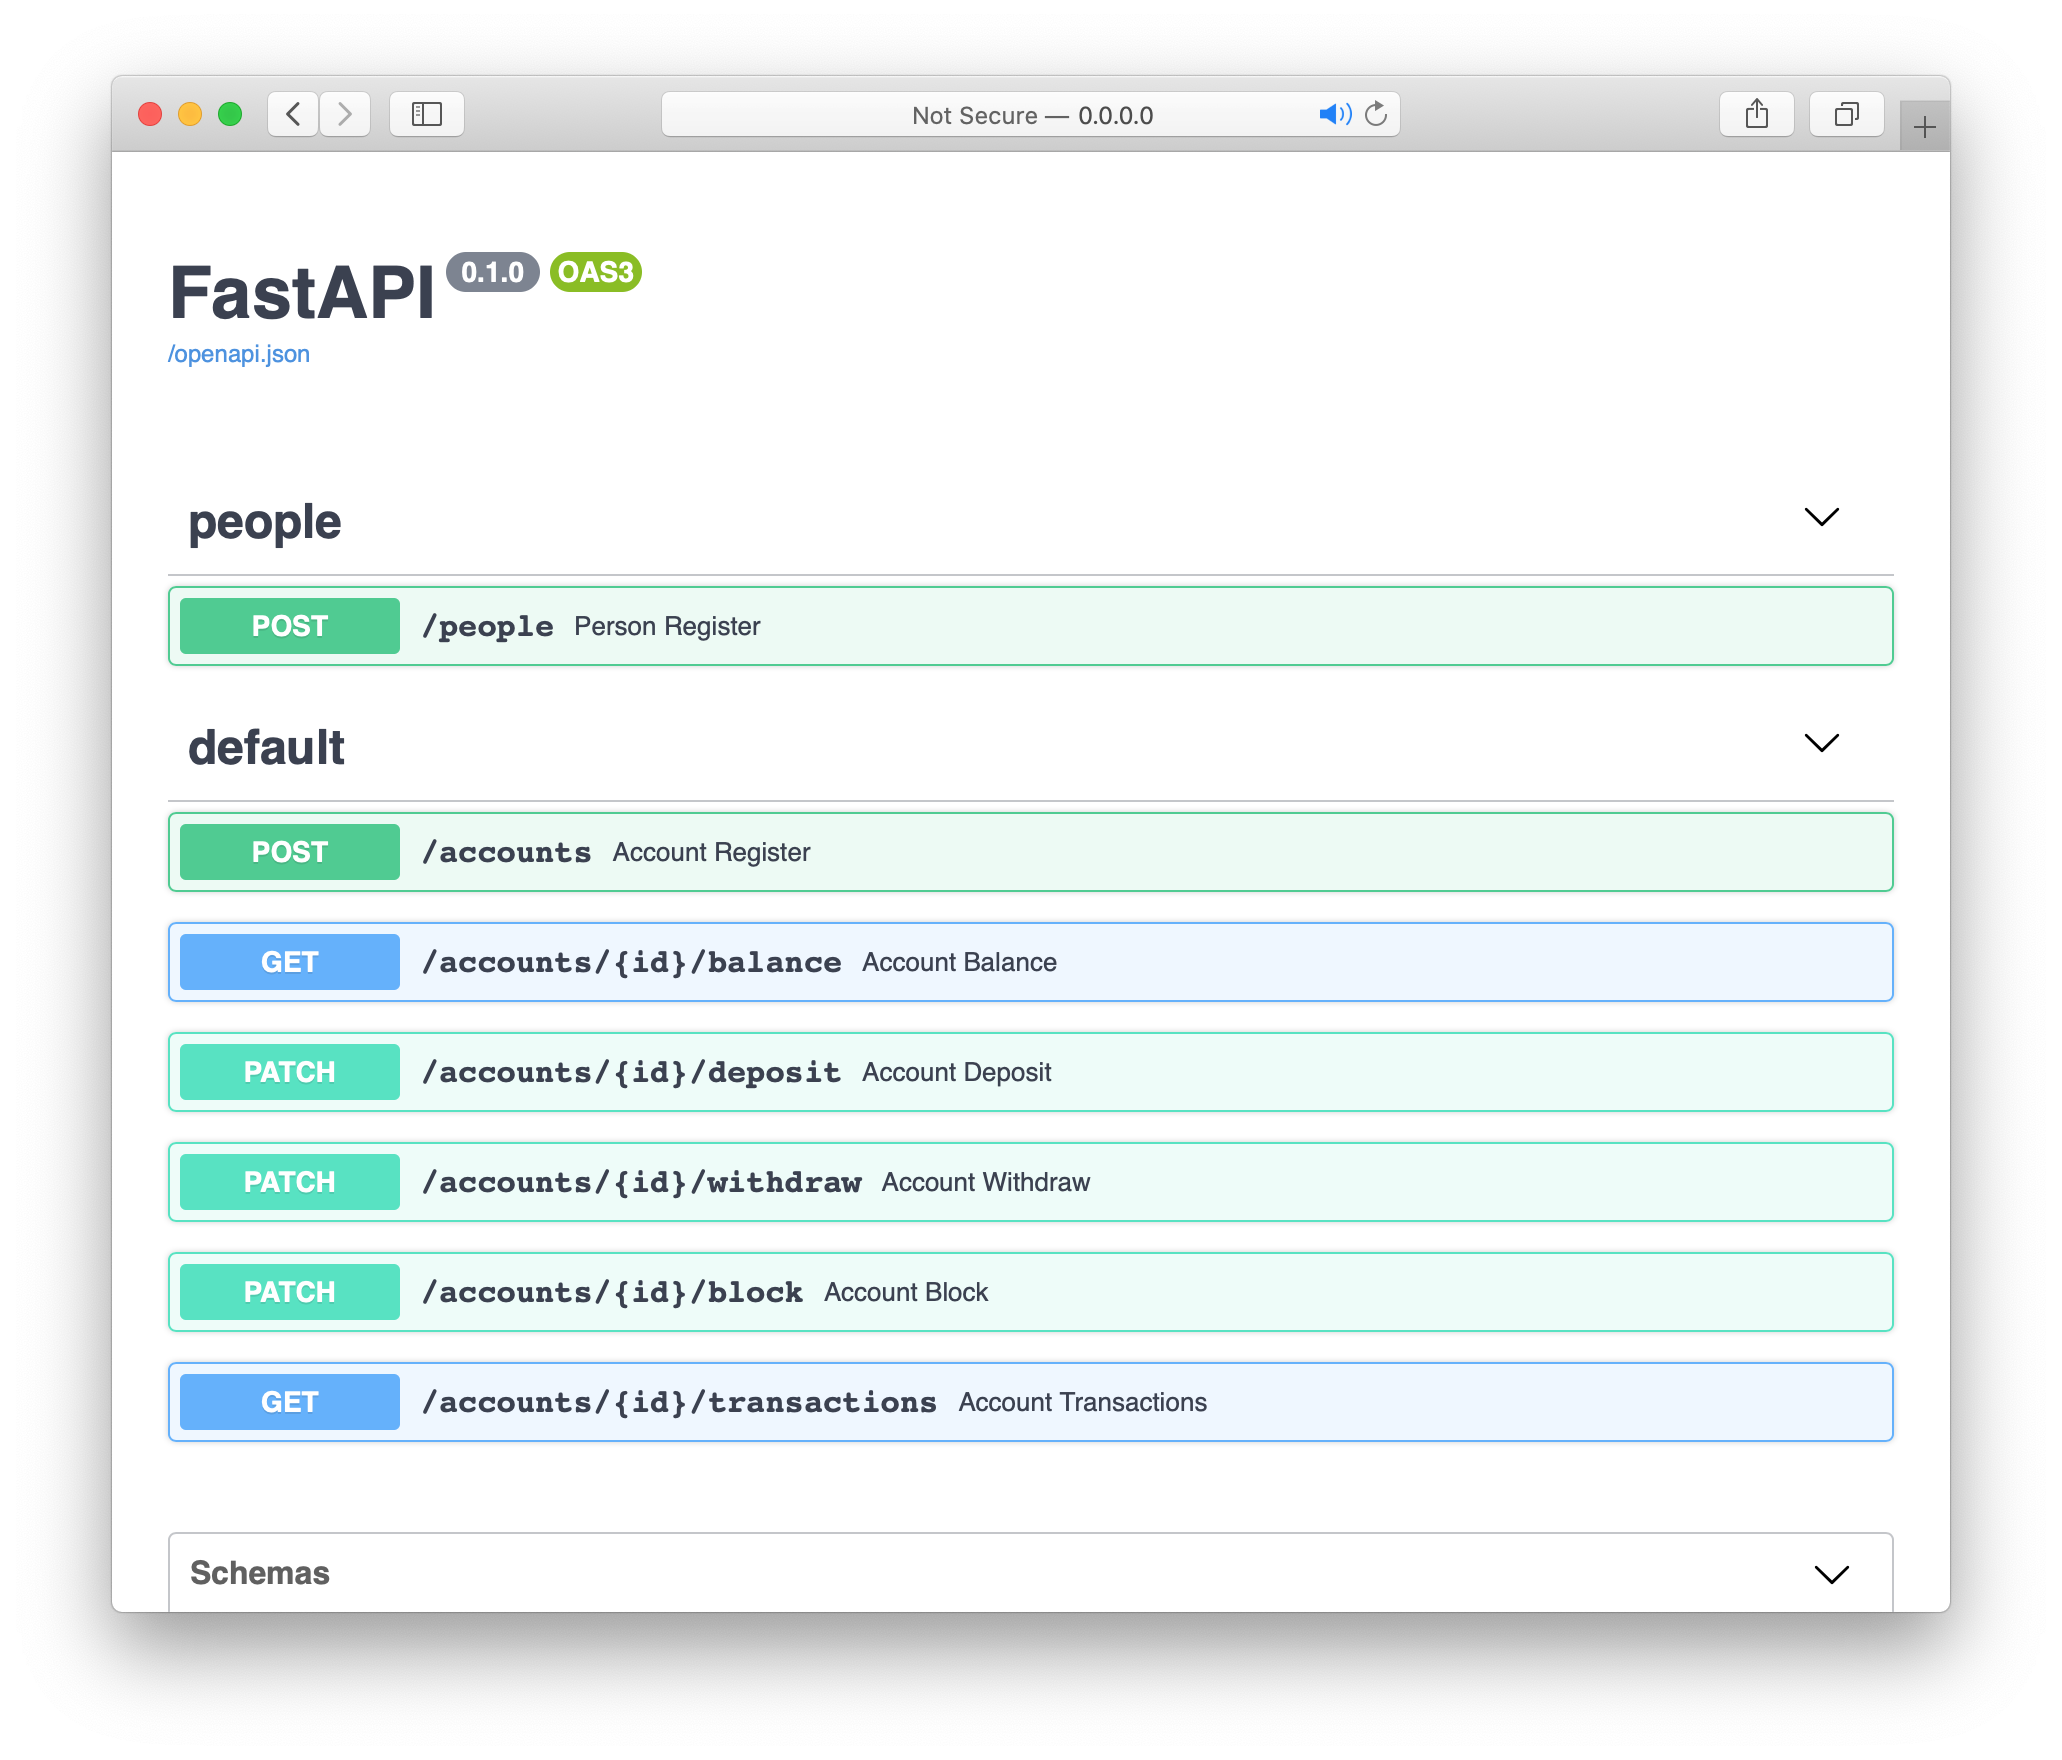 Not Secure — 0.0.0.0
FastAPI 0.1.0 OAS3
/openapi.json
people
POST /people Person Register
default
POST /accounts Account Register
GET /accounts/{id}/balance Account Balance
PATCH /accounts/{id}/deposit Account Deposit
PATCH /accounts/{id}/withdraw Account Withdraw
PATCH /accounts/{id}/block Account Block
GET /accounts/{id}/transactions Account Transactions
Schemas